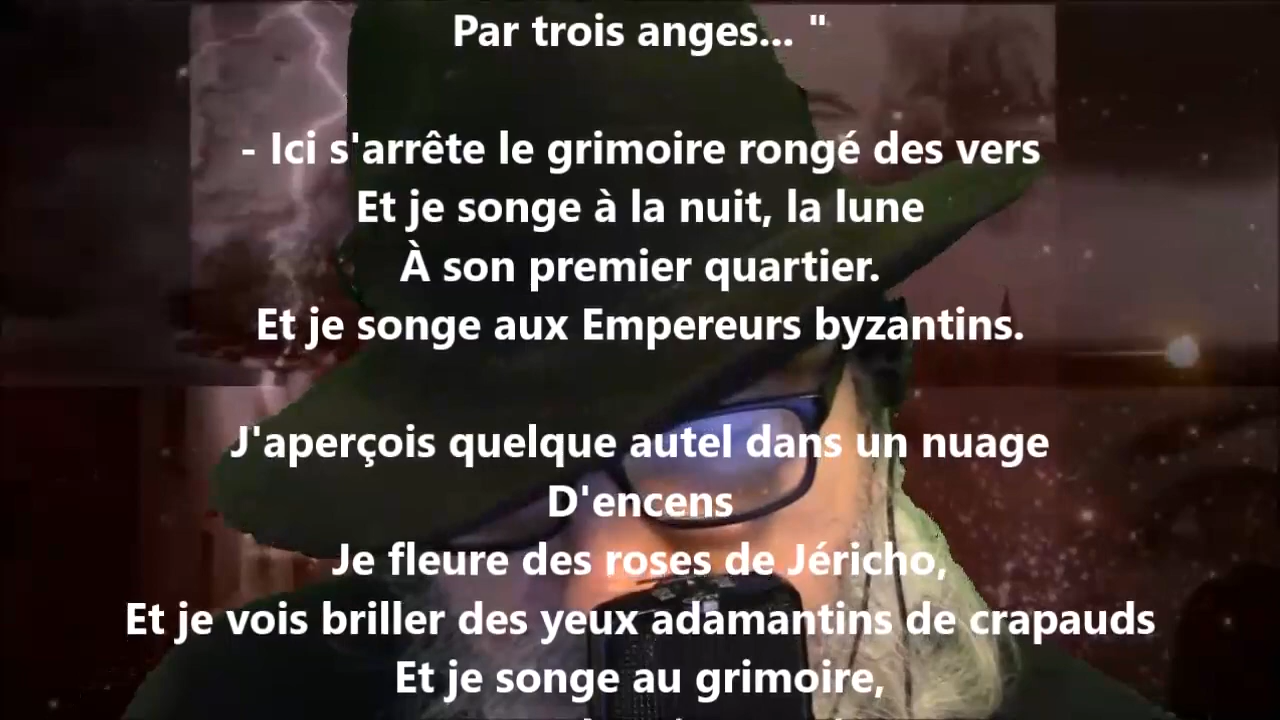 Par trois anges... "
- Ici s'arrête le grimoire rongé des vers
Et je songe à la nuit, la lune
À son premier quartier.
Et je songe aux Empereurs byzantins.
J'aperçois quelque autel dans un nuage
D'encens
Je fleure des roses de Jéricho,
Et je vois briller des yeux adamantins de crapauds
Et je songe au grimoire,